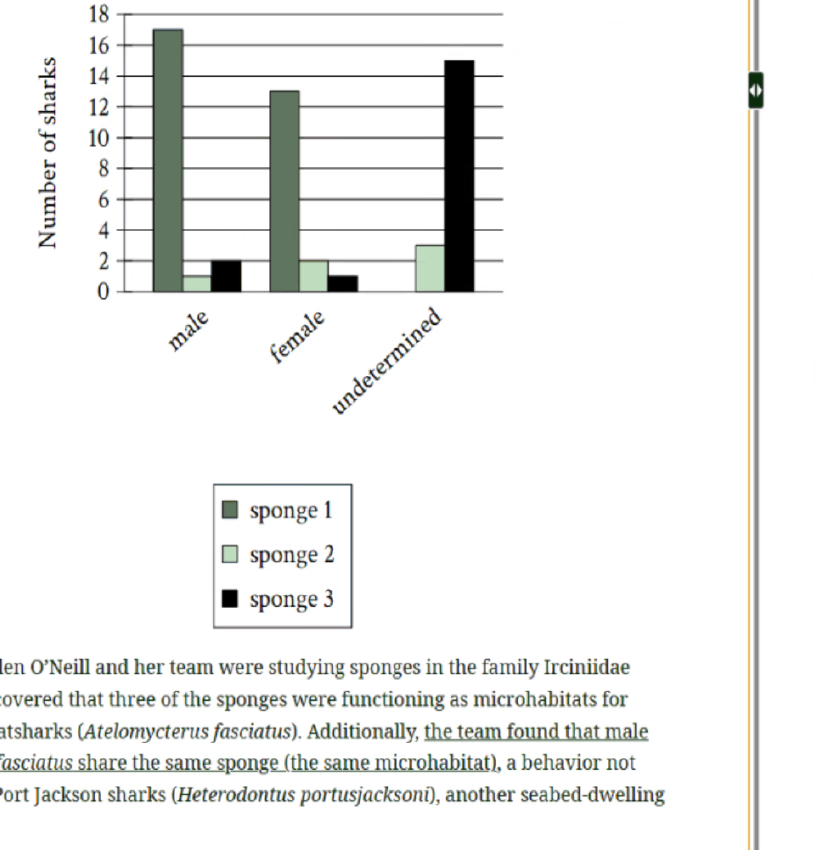 18
16
14
12
10
8
6
4
2
0
Number of sharks
male
female
undetermined
sponge 1
sponge 2
sponge 3
O’Neill and her team were studying sponges in the family Irciniidae
that three of the sponges were functioning as microhabitats for
(Atelomycterus fasciatus). Additionally, the team found that male
fasciatus share the same sponge (the same microhabitat), a behavior not
Port Jackson sharks (Heterodontus portusjacksoni), another seabed-dwelling